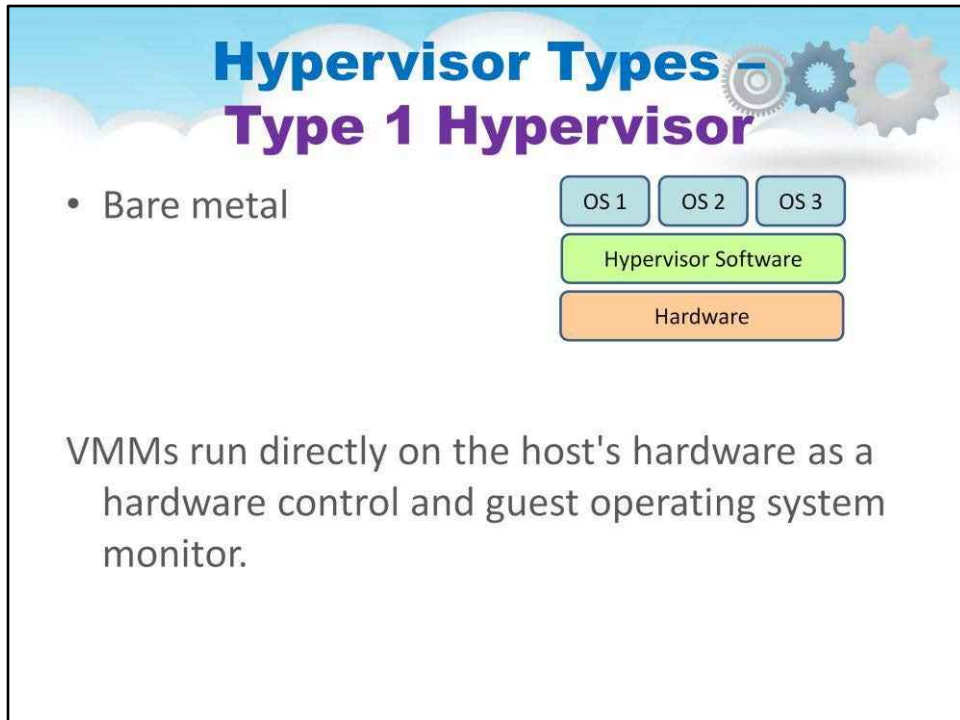 Hypervisor Types –
Type 1 Hypervisor
• Bare metal
OS 1 OS 2 OS 3
Hypervisor Software
Hardware
VMMs run directly on the host's hardware as a
hardware control and guest operating system
monitor.